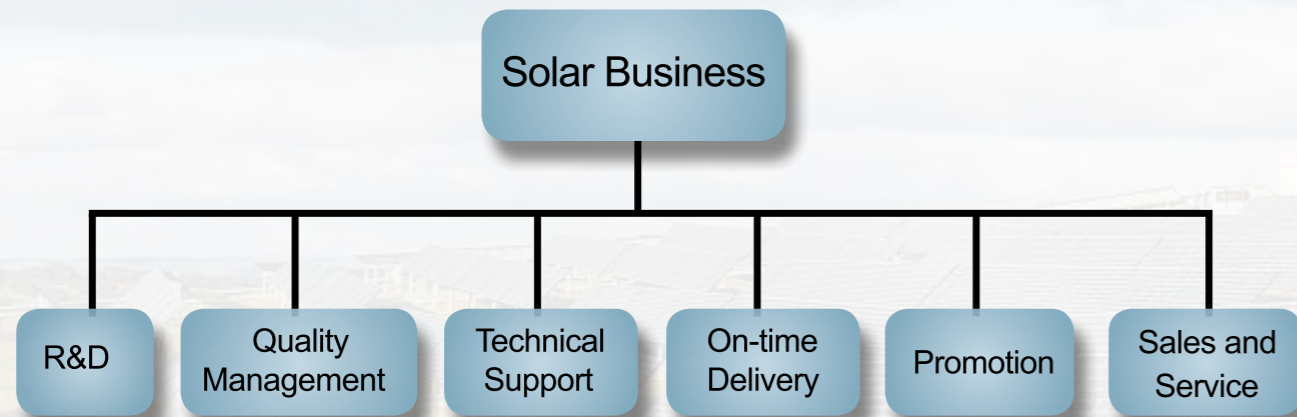 Solar Business
R&D
Quality
Management
Technical
Support
On-time
Delivery
Promotion
Sales and
Service